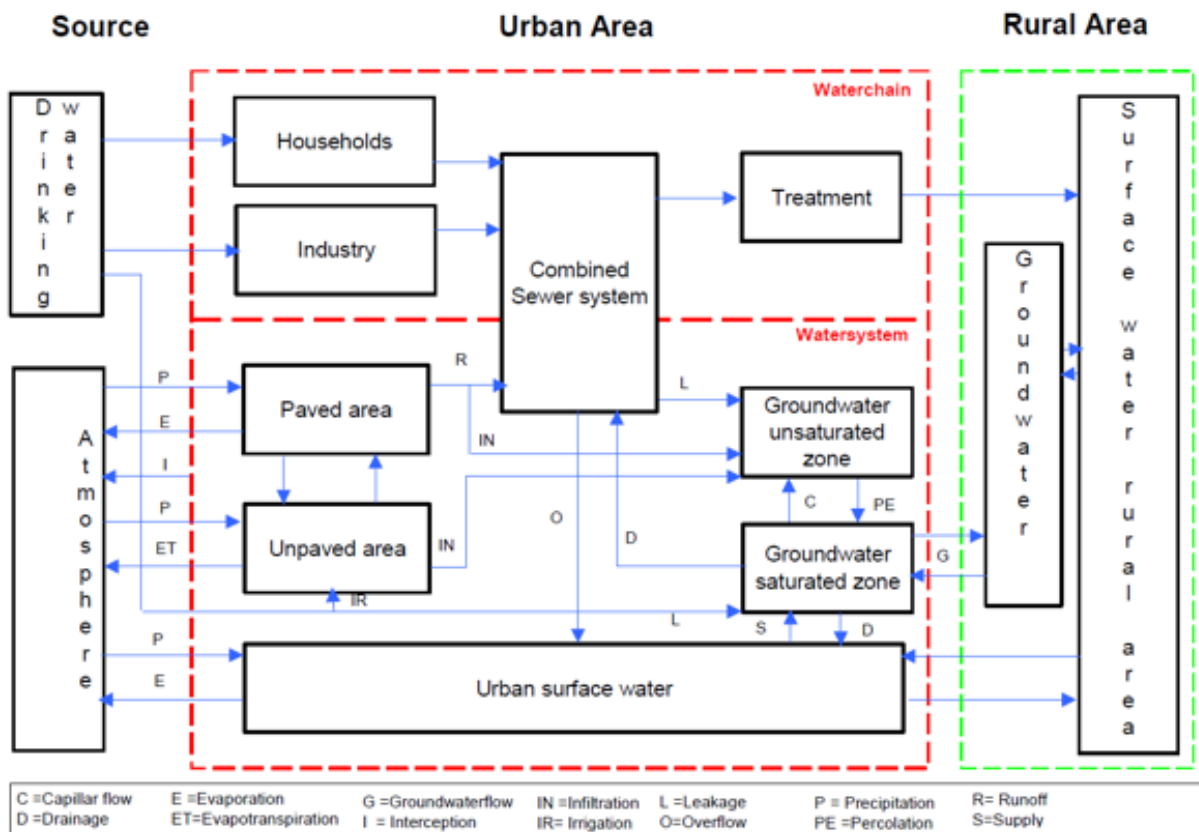 Source
Urban Area
Rural Area
Drinking
water
Waterchain
Households
Industry
Combined
Sewer system
Treatment
Surface water rural area
Groundwater
Watersystem
Atmosphere
P
E
I
P
ET
P
E
Paved area
R
IN
Unpaved area
IN
IR
L
Groundwater
unsaturated
zone
O
D
C
PE
Groundwater
saturated zone
G
L
S
D
Urban surface water
C =Capillar flow
D =Drainage
E =Evaporation
ET=Evapotranspiration
G =Groundwaterflow
I = Interception
IN =Infiltration
IR= Irrigation
L =Leakage
O=Overflow
P = Precipitation
PE =Percolation
R= Runoff
S=Supply